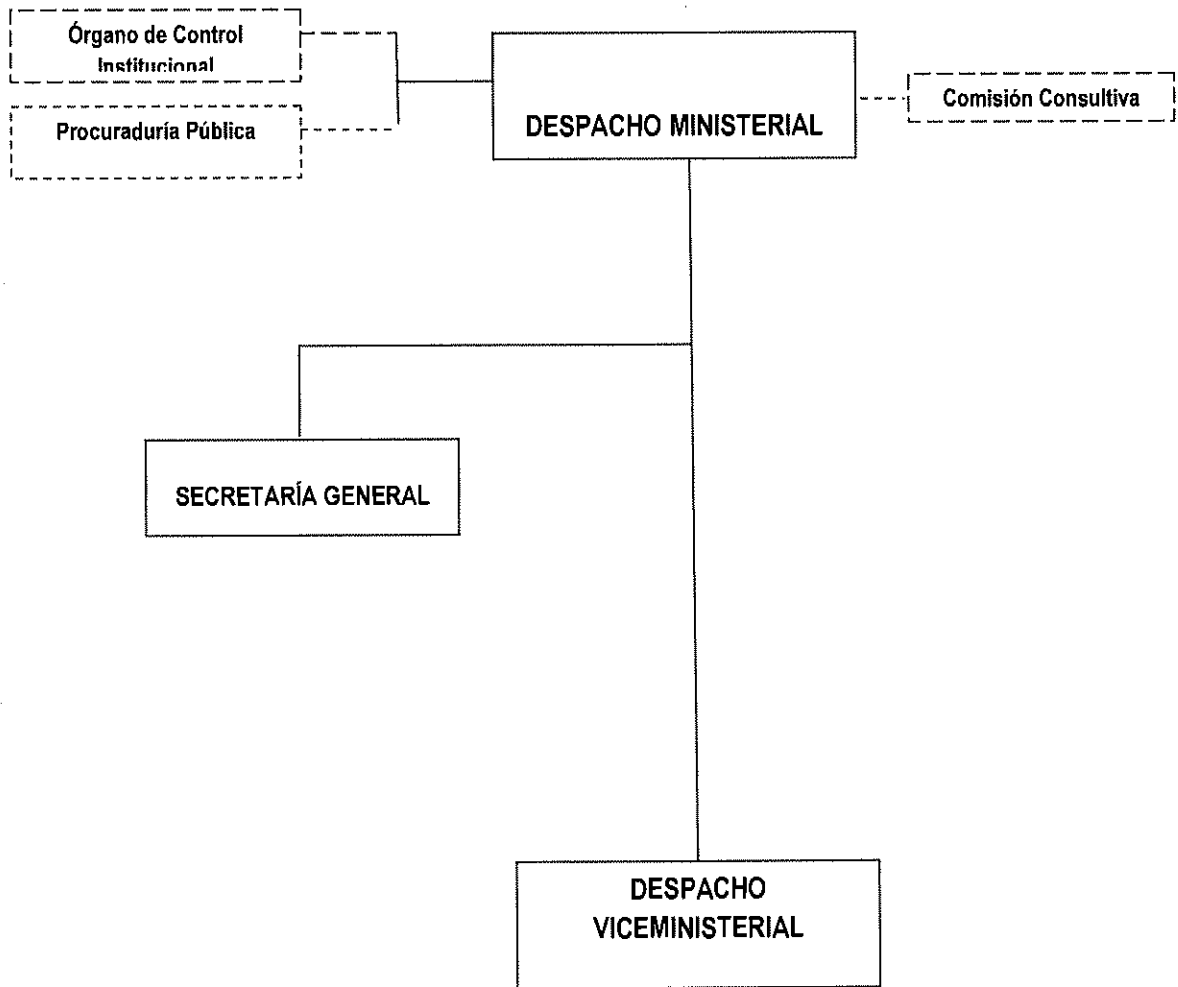 Órgano de Control
Institucional
Procuraduría Pública
DESPACHO MINISTERIAL
Comisión Consultiva
SECRETARÍA GENERAL
DESPACHO
VICEMINISTERIAL